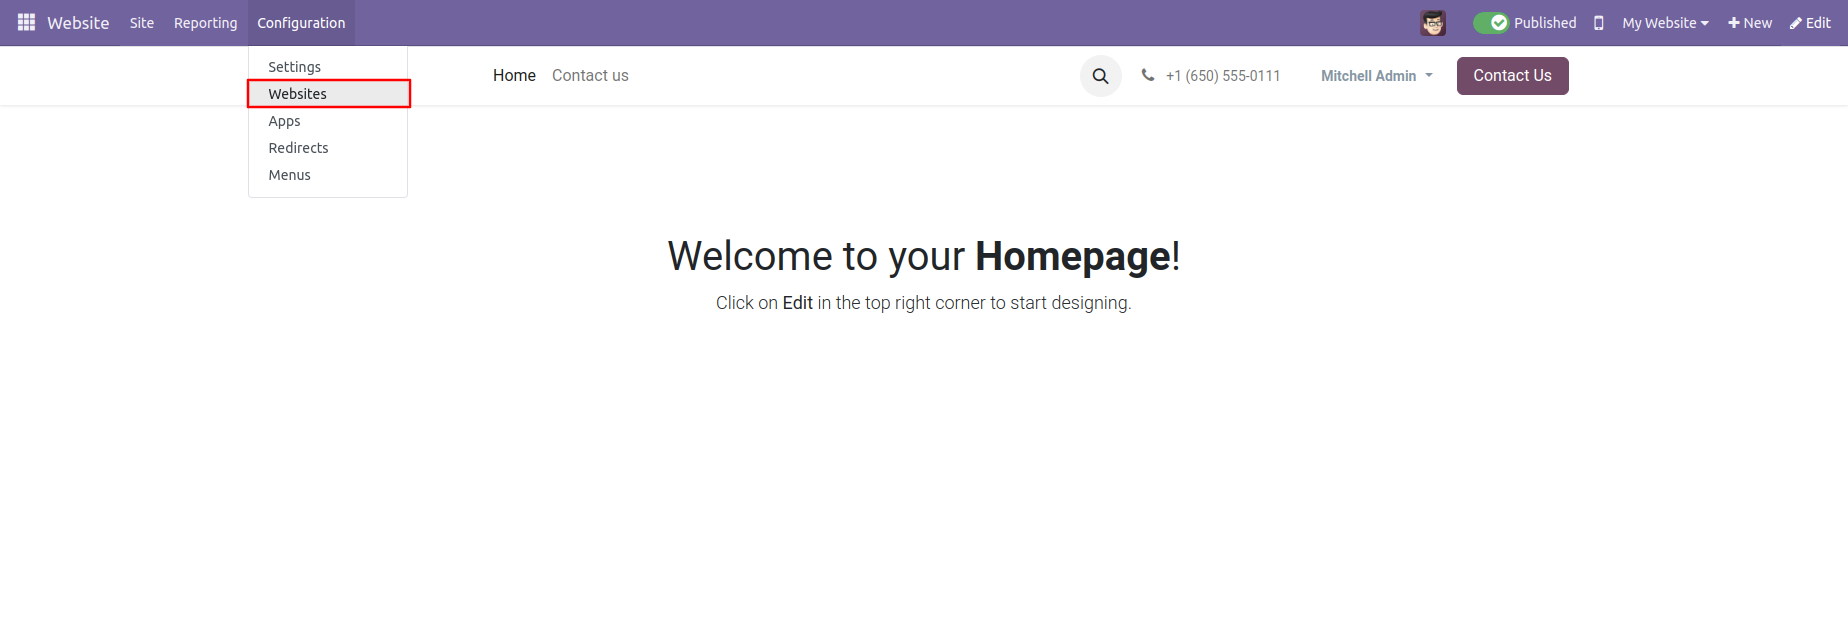 Website Site Reporting Configuration Published My Website New Edit
Settings
Websites
Apps
Redirects
Menus
Home Contact us +1 (650) 555-0111 Mitchell Admin Contact Us
Welcome to your Homepage!
Click on Edit in the top right corner to start designing.